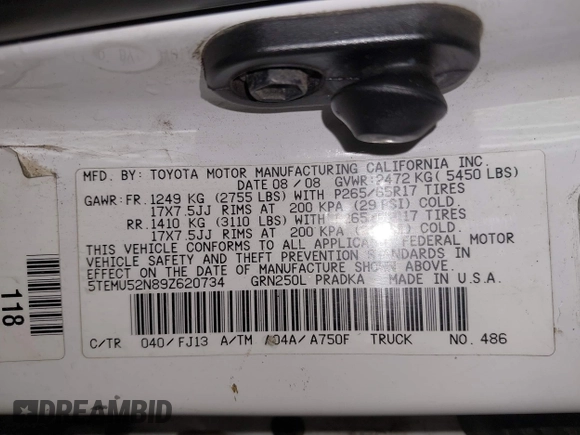 MFD. BY: TOYOTA MOTOR MANUFACTURING CALIFORNIA INC.
DATE 08/08 GVWR: 2472 KG( 5450 LBS)
GAWR: FR. 1249 KG (2755 LBS) WITH P265/65R17 TIRES
17X7.5JJ RIMS AT 200 KPA (29 PSI) COLD.
RR. 1410 KG (3110 LBS) WITH TIRES
17X7.5JJ RIMS AT 200 KPA COLD.
THIS VEHICLE CONFORMS TO ALL FEDERAL MOTOR
VEHICLE SAFETY AND THEFT PREVENTION STANDARDS IN
EFFECT ON THE DATE OF MANUFACTURE SHOWN ABOVE.
5TEMU52N89Z620734 GRN250L PRADKA MADE IN U.S.A.
C/TR 040/FJ13 A/TM A04A/A750F TRUCK NO. 486
118
DREAMBID